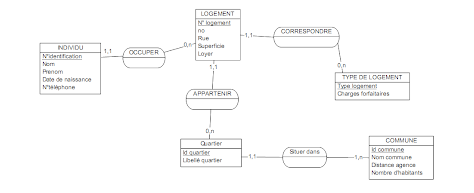 LOGEMENT
N° logement
no
Rue
Superficie
Loyer
1,1
CORRESPONDRE
0,n
INDIVIDU
N°identification
Nom
Prenom
Date de naissance
N°téléphone
1,1
OCCUPER
0,n
TYPE DE LOGEMENT
Type logement
Charges forfaitaires
1,1
APPARTENIR
0,n
Quartier
Id quartier
Libellé quartier
1,1
Situer dans
1,n
COMMUNE
Id commune
Nom commune
Distance agence
Nombre d'habitants